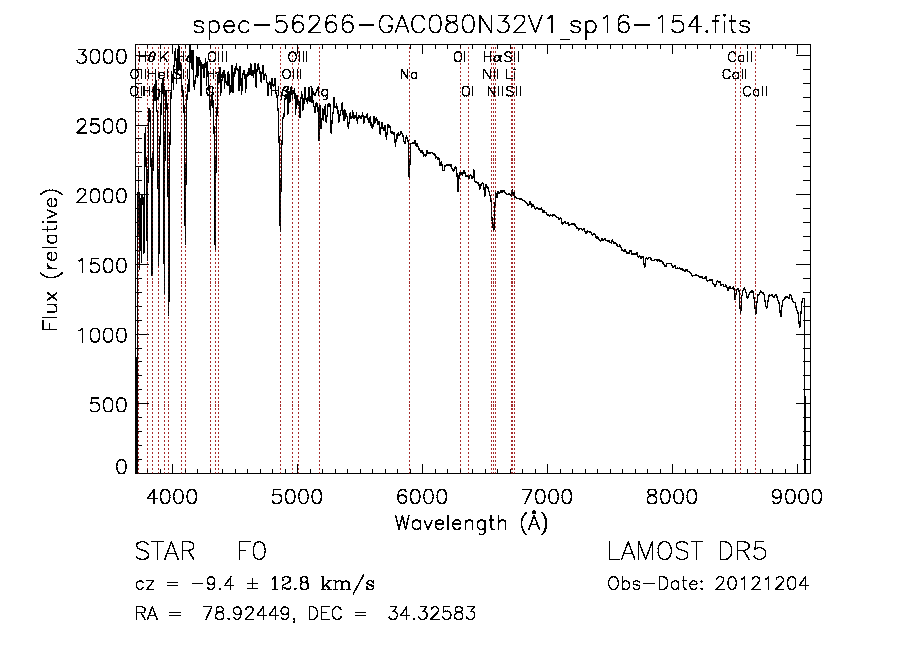 spec-56266-GAC080N32V1_sp16-154.fits
3000
2500
2000
1500
1000
500
0
Flux (relative)
OIII
OIII
OIII
Mg
Na
OI
OI
Hα SII
NII Li
NII SII
CaII
CaII
CaII
4000 5000 6000 7000 8000 9000
Wavelength (Å)
STAR F0
cz = -9.4 ± 12.8 km/s
RA = 78.92449, DEC = 34.32583
LAMOST DR5
Obs-Date: 20121204